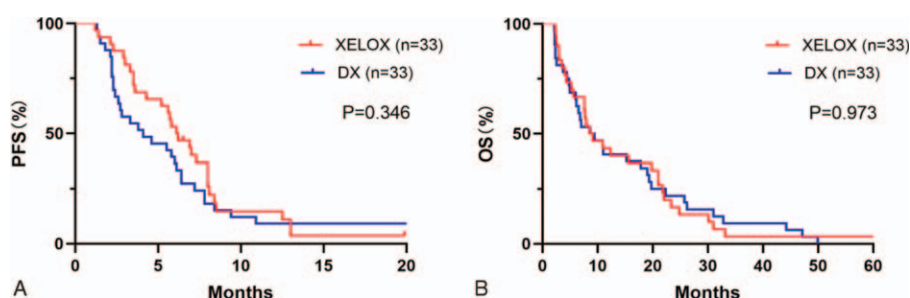 100
50
0
PFS(%)
XELOX (n=33)
DX (n=33)
P=0.346
0 5 10 15 20
Months
A
100
50
0
OS(%)
XELOX (n=33)
DX (n=33)
P=0.973
0 10 20 30 40 50 60
Months
B